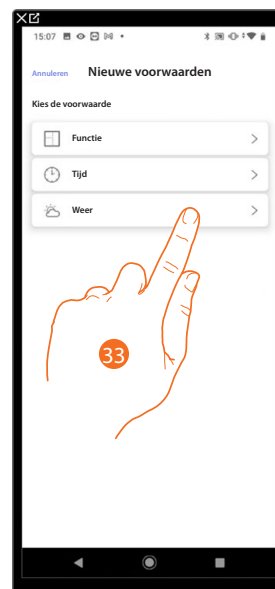 15:07
Annuleren Nieuwe voorwaarden
Kies de voorwaarde
Functie
Tijd
Weer
33